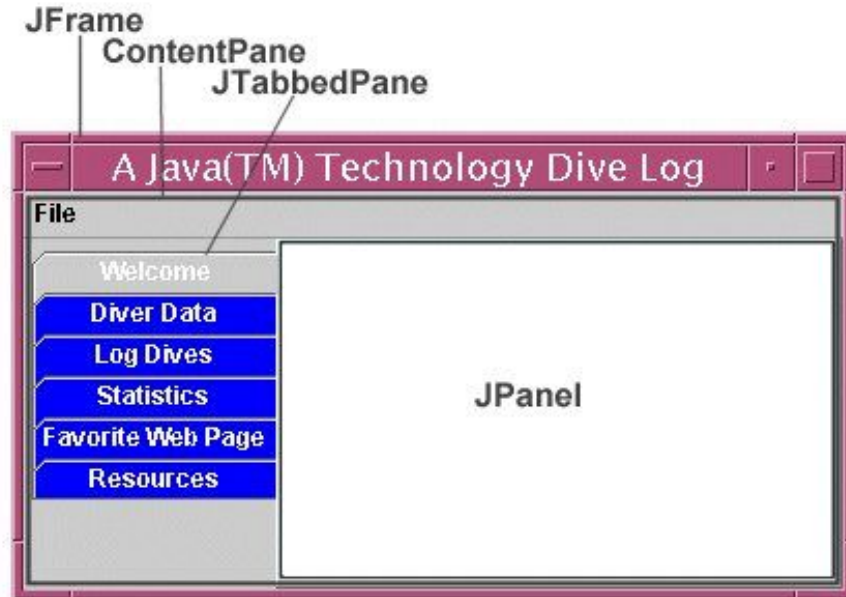 JFrame
ContentPane
JTabbedPane
A Java(TM) Technology Dive Log
File
Welcome
Diver Data
Log Dives
Statistics
Favorite Web Page
Resources
JPanel